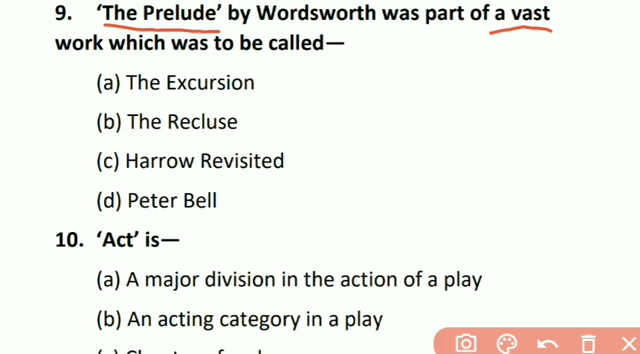 9. ‘The Prelude’ by Wordsworth was part of a vast
work which was to be called—
(a) The Excursion
(b) The Recluse
(c) Harrow Revisited
(d) Peter Bell
10. ‘Act’ is—
(a) A major division in the action of a play
(b) An acting category in a play